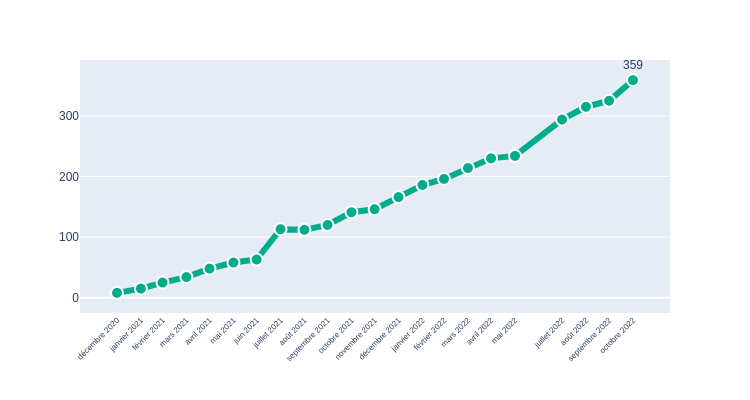 359
300
200
100
0
décembre 2020
janvier 2021
février 2021
mars 2021
avril 2021
mai 2021
juin 2021
juillet 2021
août 2021
septembre 2021
octobre 2021
novembre 2021
décembre 2021
janvier 2022
février 2022
mars 2022
avril 2022
mai 2022
juillet 2022
août 2022
septembre 2022
octobre 2022